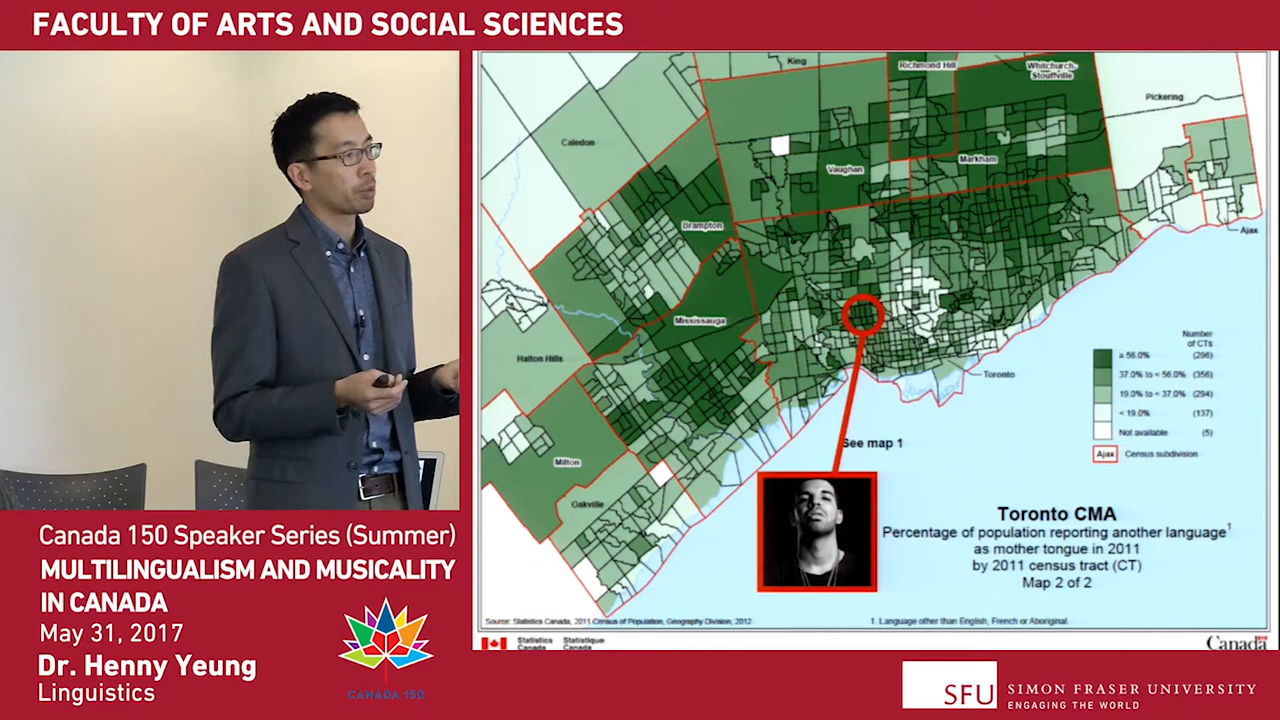 FACULTY OF ARTS AND SOCIAL SCIENCES
King
Richmond Hill
Whitchurch-
Stouffville
Pickering
Caledon
Vaughan
Markham
Brampton
Ajax
Mississauga
Halton Hills
Toronto
Number
of CTs
≥ 56.0% (296)
37.0% to < 56.0% (356)
19.0% to < 37.0% (294)
< 19.0% (137)
Not available (5)
Ajax Census subdivision
See map 1
Milton
Oakville
Toronto CMA
Percentage of population reporting another language1
as mother tongue in 2011
by 2011 census tract (CT)
Map 2 of 2
Source: Statistics Canada, 2011 Census of Population, Geography Division, 2012.
1. Language other than English, French or Aboriginal.
Statistics Statistique
Canada Canada
Canada
Canada 150 Speaker Series (Summer)
MULTILINGUALISM AND MUSICALITY
IN CANADA
May 31, 2017
Dr. Henny Yeung
Linguistics
CANADA 150
SFU SIMON FRASER UNIVERSITY
ENGAGING THE WORLD